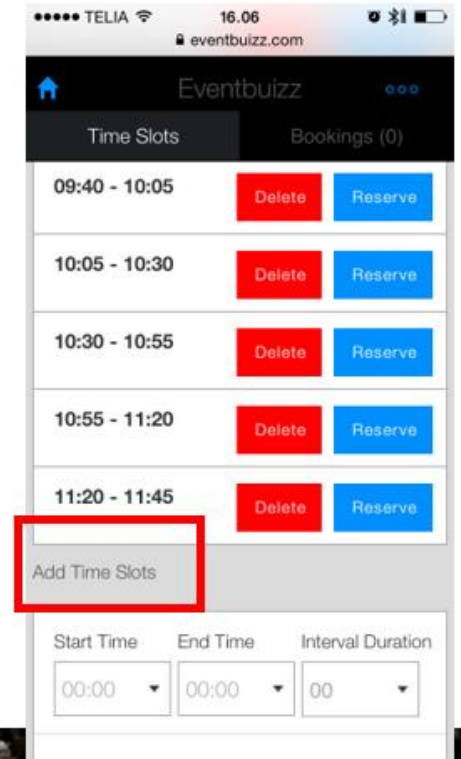 TELIA 16.06
eventbuizz.com
Eventbuizz
Time Slots Bookings (0)
09:40 - 10:05 Delete Reserve
10:05 - 10:30 Delete Reserve
10:30 - 10:55 Delete Reserve
10:55 - 11:20 Delete Reserve
11:20 - 11:45 Delete Reserve
Add Time Slots
Start Time End Time Interval Duration
00:00 00:00 00